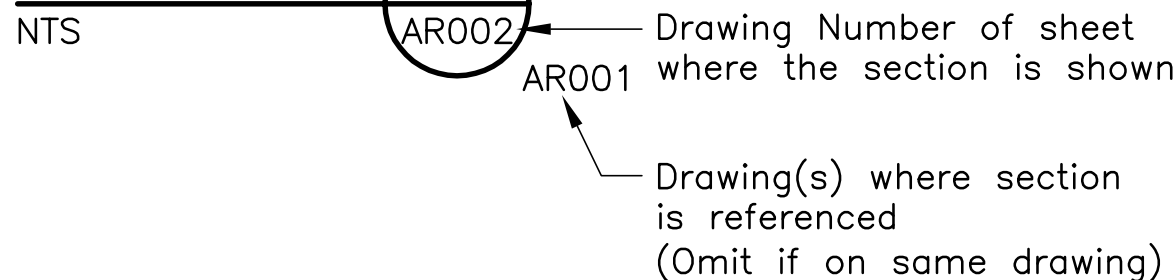 NTS
AR002
Drawing Number of sheet
where the section is shown
AR001
Drawing(s) where section
is referenced
(Omit if on same drawing)